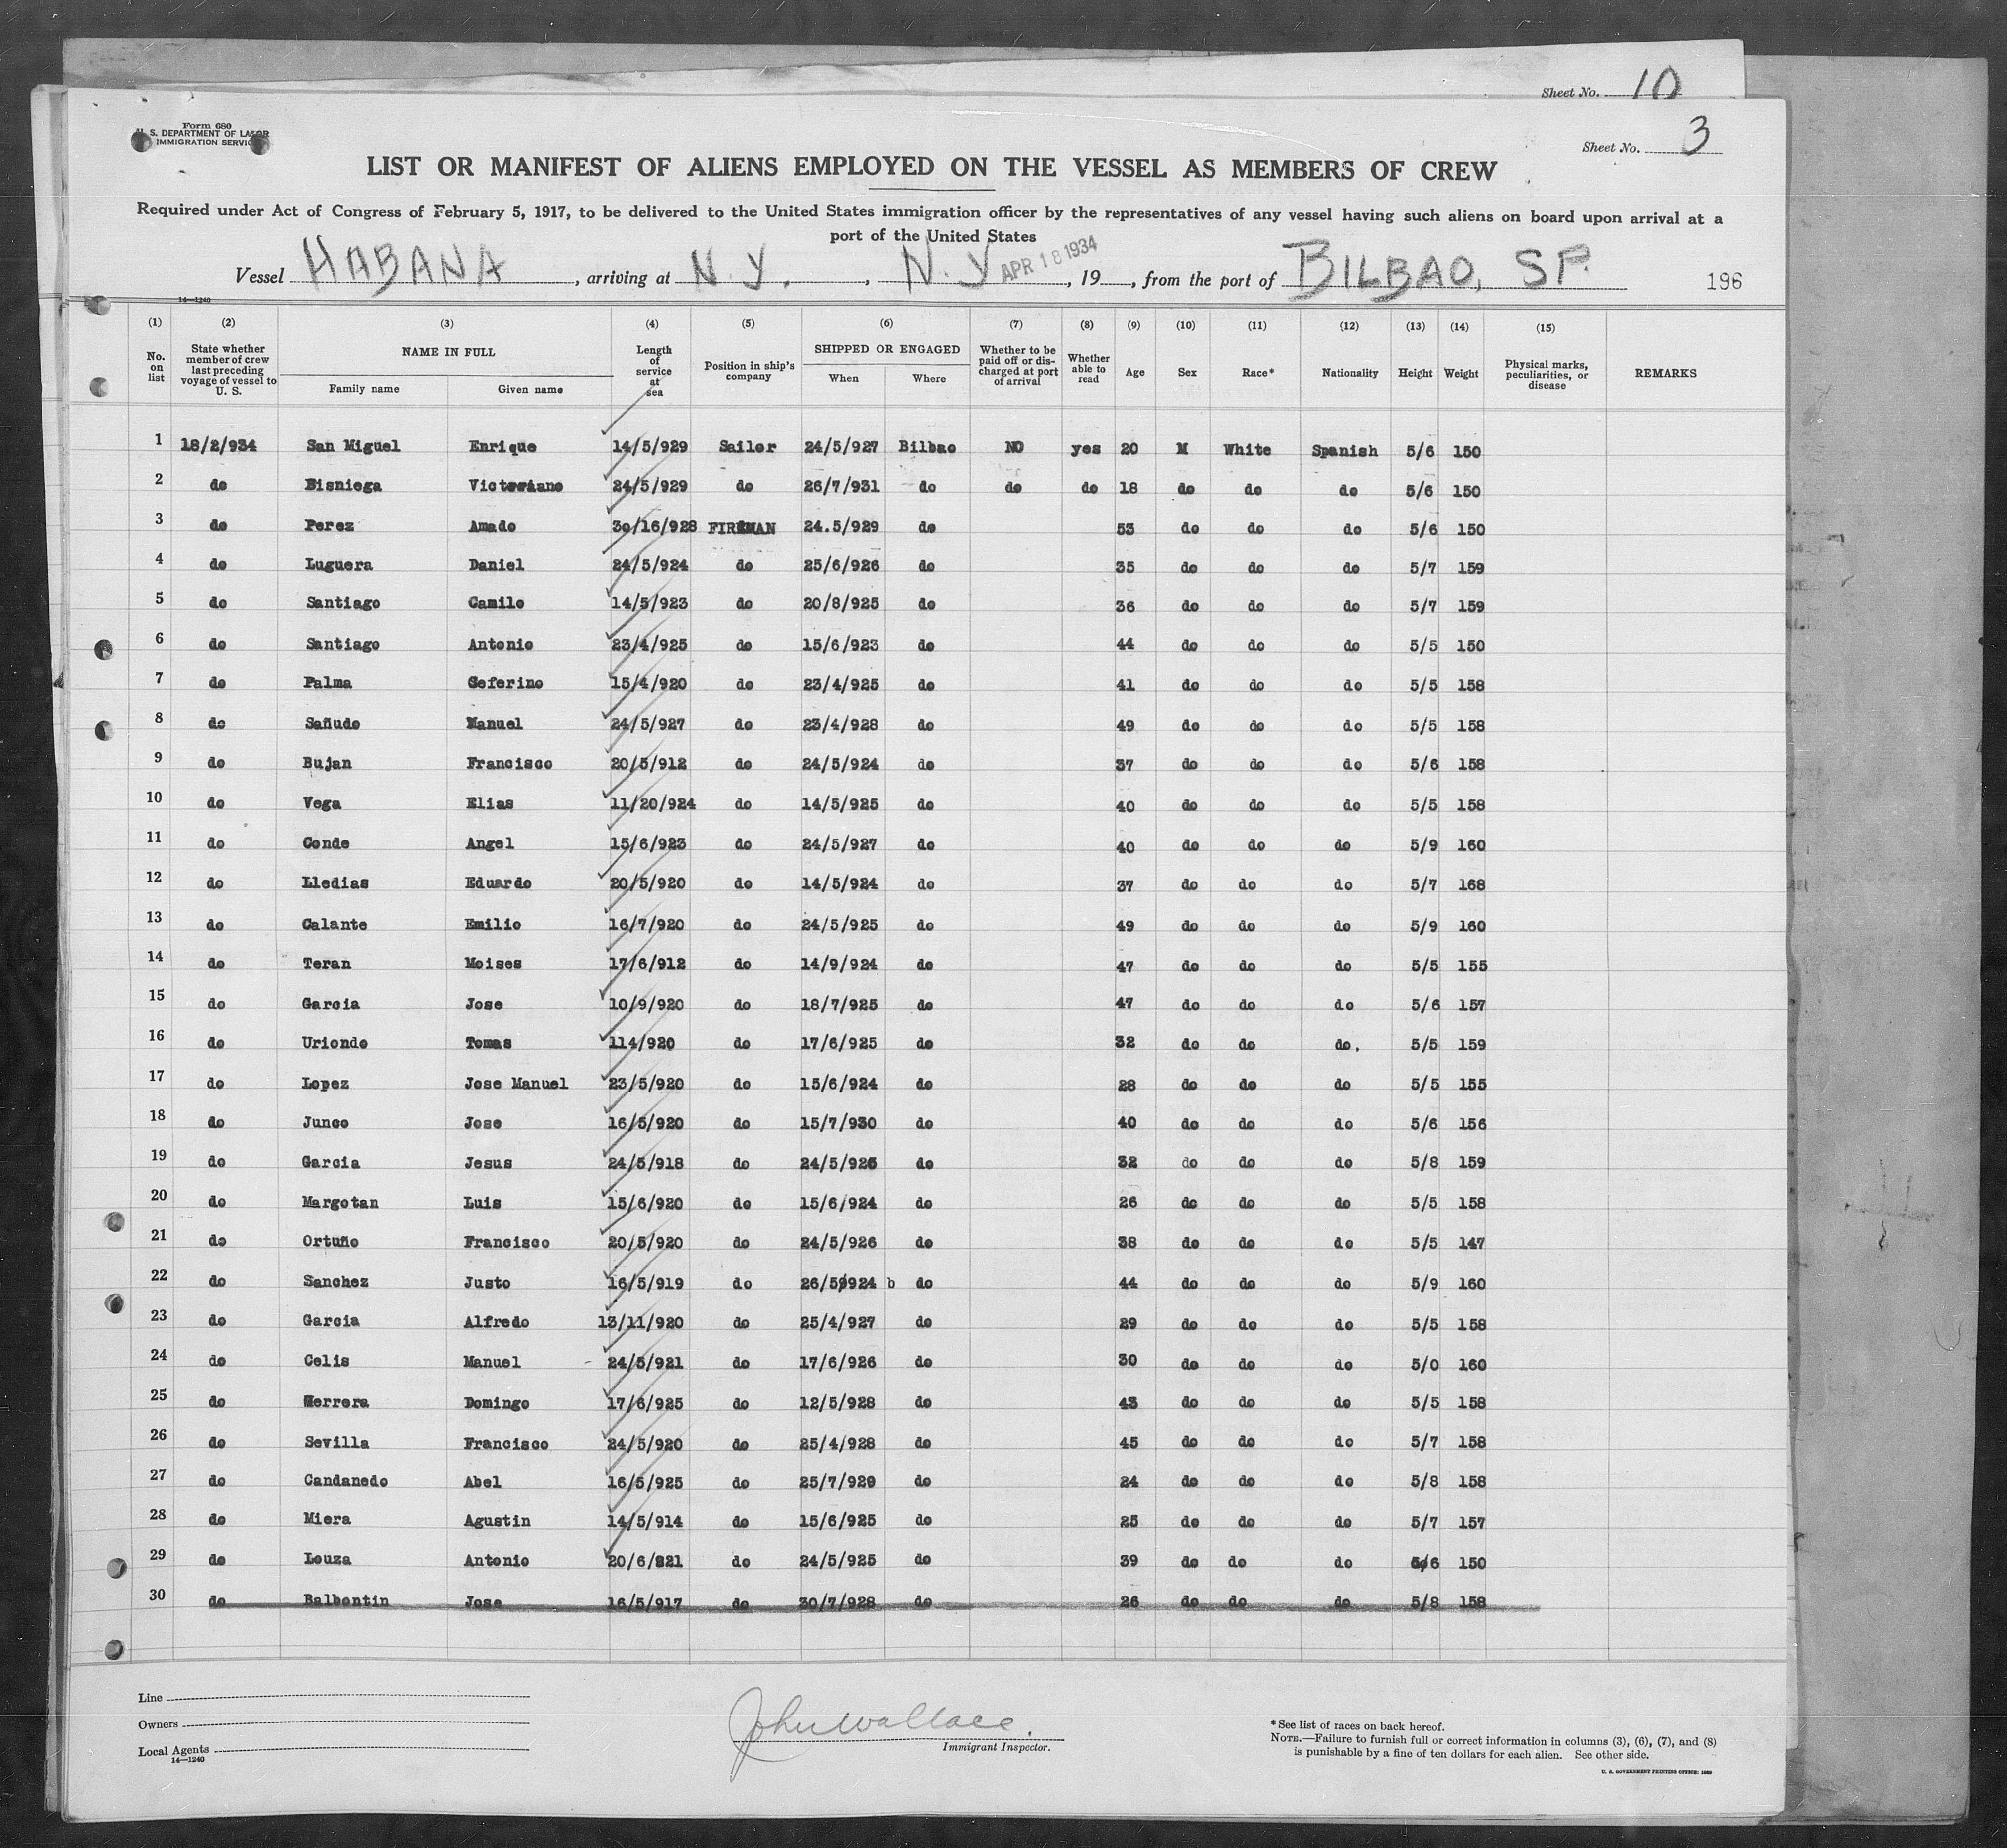 Sheet No. 10
Form 680
U. S. DEPARTMENT OF LABOR
IMMIGRATION SERVICE
Sheet No. 3
LIST OR MANIFEST OF ALIENS EMPLOYED ON THE VESSEL AS MEMBERS OF CREW
Required under Act of Congress of February 5, 1917, to be delivered to the United States immigration officer by the representatives of any vessel having such aliens on board upon arrival at a
port of the United States
Vessel HABANA, arriving at N. Y., N. Y APR 18 1934, 19, from the port of BILBAO, SP. 196
14—1240
(1) (2) (3) (4) (5) (6) (7) (8) (9) (10) (11) (12) (13) (14) (15)
No. on list State whether member of crew last preceding voyage of vessel to U. S. NAME IN FULL Family name Given name Length of service at sea Position in ship's company SHIPPED OR ENGAGED When Where Whether to be paid off or discharged at port of arrival Whether able to read Age Sex Race* Nationality Height Weight Physical marks, peculiarities, or disease REMARKS
1 18/2/934 San Miguel Enrique 14/5/929 Sailor 24/5/927 Bilbao NO yes 20 M White Spanish 5/6 150
2 do Bisniega Victoriano 24/5/929 do 26/7/931 do do do 18 do do do 5/6 150
3 do Perez Amado 30/16/928 FIREMAN 24.5/929 do 53 do do do 5/6 150
4 do Luguera Daniel 24/5/924 do 25/6/926 do 35 do do do 5/7 159
5 do Santiago Camilo 14/5/923 do 20/8/925 do 36 do do do 5/7 159
6 do Santiago Antonio 23/4/925 do 15/6/923 do 44 do do do 5/5 150
7 do Palma Ceferino 15/4/920 do 23/4/925 do 41 do do do 5/5 158
8 do Sañudo Manuel 24/5/927 do 23/4/928 do 49 do do do 5/5 158
9 do Bujan Francisco 20/5/912 do 24/5/924 do 37 do do do 5/6 158
10 do Vega Elias 11/20/924 do 14/5/925 do 40 do do do 5/5 158
11 do Conde Angel 15/6/923 do 24/5/927 do 40 do do do 5/9 160
12 do Lledias Eduardo 20/5/920 do 14/5/924 do 37 do do do 5/7 168
13 do Calante Emilio 16/7/920 do 24/5/925 do 49 do do do 5/9 160
14 do Teran Moises 17/6/912 do 14/9/924 do 47 do do do 5/5 155
15 do Garcia Jose 10/9/920 do 18/7/925 do 47 do do do 5/6 157
16 do Uriondo Tomas 114/920 do 17/6/925 do 32 do do do, 5/5 159
17 do Lopez Jose Manuel 23/5/920 do 15/6/924 do 28 do do do 5/5 155
18 do Junco Jose 16/5/920 do 15/7/930 do 40 do do do 5/6 156
19 do Garcia Jesus 24/5/918 do 24/5/926 do 32 do do do 5/8 159
20 do Margotan Luis 15/6/920 do 15/6/924 do 26 do do do 5/5 158
21 do Ortuño Francisco 20/5/920 do 24/5/926 do 38 do do do 5/5 147
22 do Sanchez Justo 16/5/919 do 26/5/924 b do 44 do do do 5/9 160
23 do Garcia Alfredo 13/11/920 do 25/4/927 do 29 do do do 5/5 158
24 do Celis Manuel 24/5/921 do 17/6/926 do 30 do do do 5/0 160
25 do Herrera Domingo 17/6/925 do 12/5/928 do 43 do do do 5/5 158
26 do Sevilla Francisco 24/5/920 do 25/4/928 do 45 do do do 5/7 158
27 do Candanedo Abel 16/5/925 do 25/7/929 do 24 do do do 5/8 158
28 do Miera Agustin 14/5/914 do 15/6/925 do 25 do do do 5/7 157
29 do Louza Antonio 20/6/821 do 24/5/925 do 39 do do do 5/6 150
30 do Balbontin Jose 16/5/917 do 30/7/928 do 26 do do do 5/8 158
Line
Owners
Local Agents
14—1240
John Wallace.
Immigrant Inspector.
*See list of races on back hereof.
NOTE.—Failure to furnish full or correct information in columns (3), (6), (7), and (8)
is punishable by a fine of ten dollars for each alien. See other side.
U. S. GOVERNMENT PRINTING OFFICE: 1933